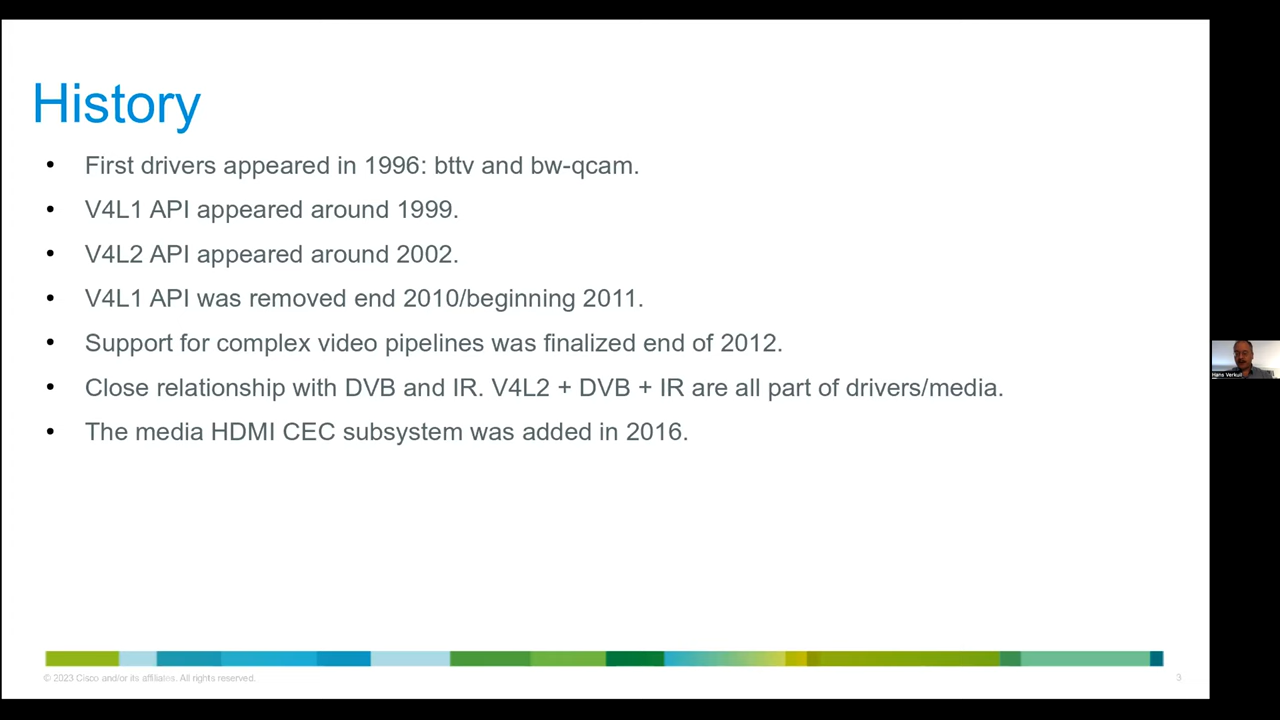 History
• First drivers appeared in 1996: bttv and bw-qcam.
• V4L1 API appeared around 1999.
• V4L2 API appeared around 2002.
• V4L1 API was removed end 2010/beginning 2011.
• Support for complex video pipelines was finalized end of 2012.
• Close relationship with DVB and IR. V4L2 + DVB + IR are all part of drivers/media.
• The media HDMI CEC subsystem was added in 2016.
Hans Verkuil
© 2023 Cisco and/or its affiliates. All rights reserved.
3